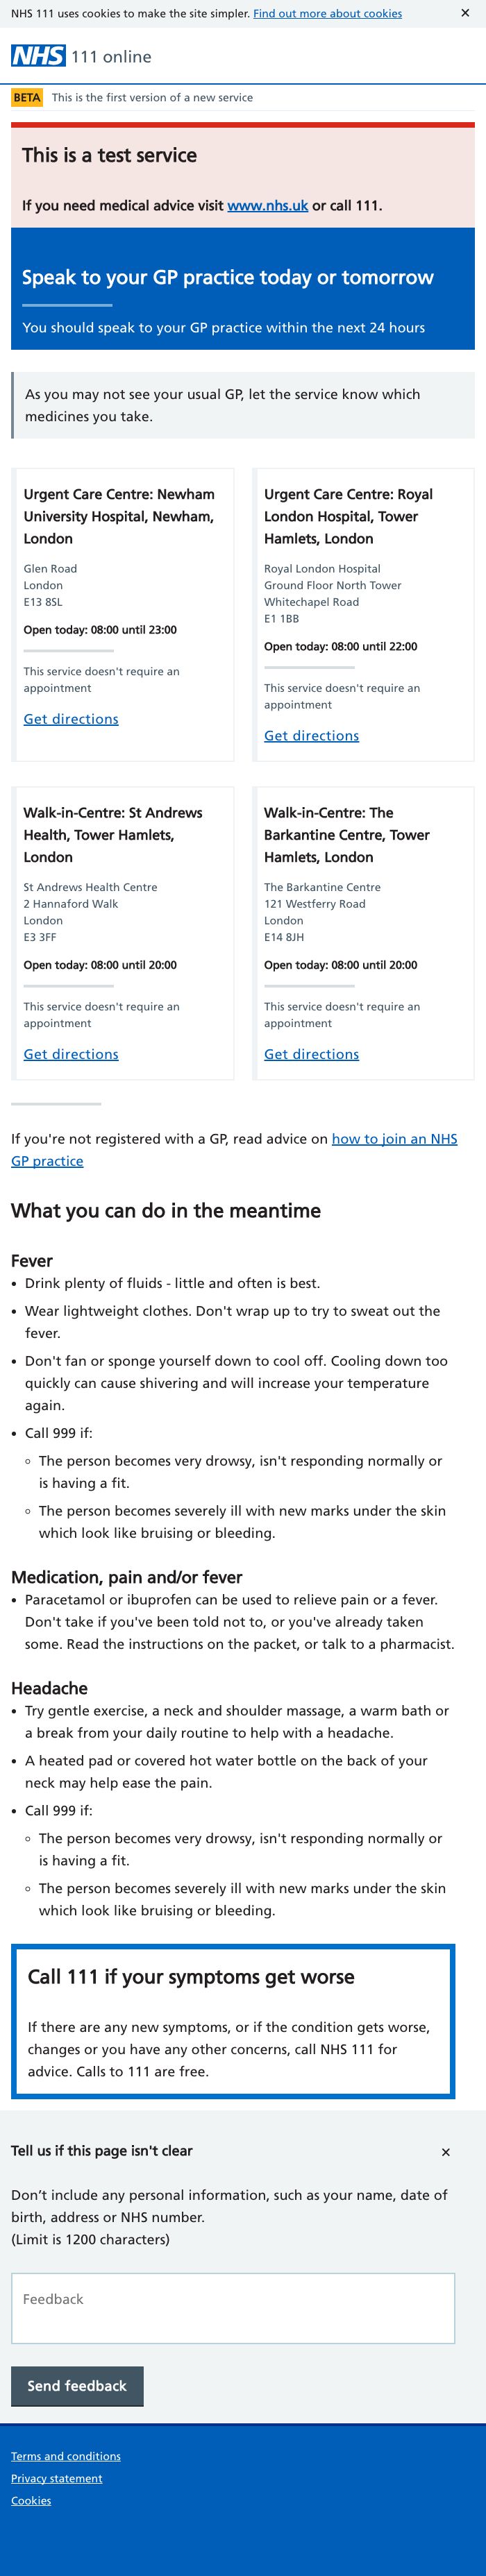 NHS 111 uses cookies to make the site simpler. Find out more about cookies ✕
NHS 111 online
BETA This is the first version of a new service
This is a test service
If you need medical advice visit www.nhs.uk or call 111.
Speak to your GP practice today or tomorrow
You should speak to your GP practice within the next 24 hours
As you may not see your usual GP, let the service know which
medicines you take.
Urgent Care Centre: Newham
University Hospital, Newham,
London
Glen Road
London
E13 8SL
Open today: 08:00 until 23:00
This service doesn't require an
appointment
Get directions
Urgent Care Centre: Royal
London Hospital, Tower
Hamlets, London
Royal London Hospital
Ground Floor North Tower
Whitechapel Road
E1 1BB
Open today: 08:00 until 22:00
This service doesn't require an
appointment
Get directions
Walk-in-Centre: St Andrews
Health, Tower Hamlets,
London
St Andrews Health Centre
2 Hannaford Walk
London
E3 3FF
Open today: 08:00 until 20:00
This service doesn't require an
appointment
Get directions
Walk-in-Centre: The
Barkantine Centre, Tower
Hamlets, London
The Barkantine Centre
121 Westferry Road
London
E14 8JH
Open today: 08:00 until 20:00
This service doesn't require an
appointment
Get directions
If you're not registered with a GP, read advice on how to join an NHS
GP practice
What you can do in the meantime
Fever
• Drink plenty of fluids - little and often is best.
• Wear lightweight clothes. Don't wrap up to try to sweat out the
fever.
• Don't fan or sponge yourself down to cool off. Cooling down too
quickly can cause shivering and will increase your temperature
again.
• Call 999 if:
◦ The person becomes very drowsy, isn't responding normally or
is having a fit.
◦ The person becomes severely ill with new marks under the skin
which look like bruising or bleeding.
Medication, pain and/or fever
• Paracetamol or ibuprofen can be used to relieve pain or a fever.
Don't take if you've been told not to, or you've already taken
some. Read the instructions on the packet, or talk to a pharmacist.
Headache
• Try gentle exercise, a neck and shoulder massage, a warm bath or
a break from your daily routine to help with a headache.
• A heated pad or covered hot water bottle on the back of your
neck may help ease the pain.
• Call 999 if:
◦ The person becomes very drowsy, isn't responding normally or
is having a fit.
◦ The person becomes severely ill with new marks under the skin
which look like bruising or bleeding.
Call 111 if your symptoms get worse
If there are any new symptoms, or if the condition gets worse,
changes or you have any other concerns, call NHS 111 for
advice. Calls to 111 are free.
Tell us if this page isn't clear ✕
Don’t include any personal information, such as your name, date of
birth, address or NHS number.
(Limit is 1200 characters)
Feedback
Send feedback
Terms and conditions
Privacy statement
Cookies